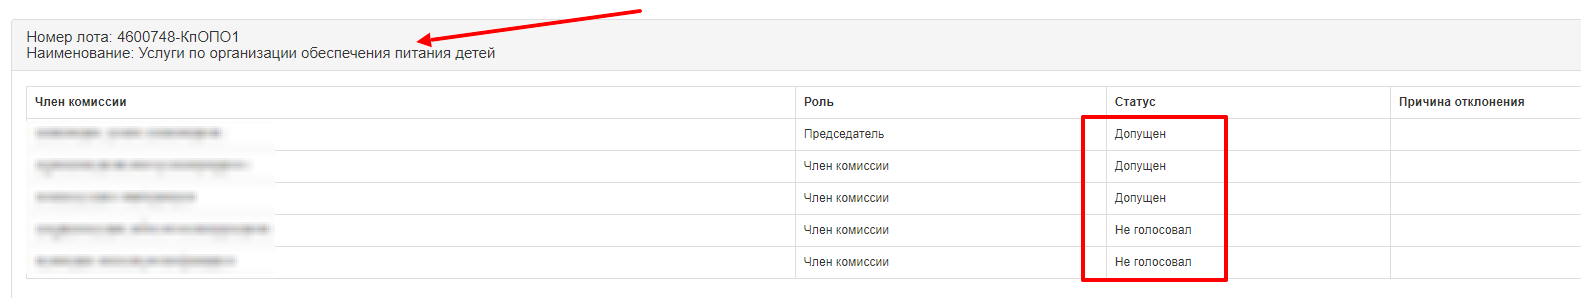 Номер лота: 4600748-КпОПО1
Наименование: Услуги по организации обеспечения питания детей
Член комиссии Роль Статус Причина отклонения
Председатель Допущен
Член комиссии Допущен
Член комиссии Допущен
Член комиссии Не голосовал
Член комиссии Не голосовал